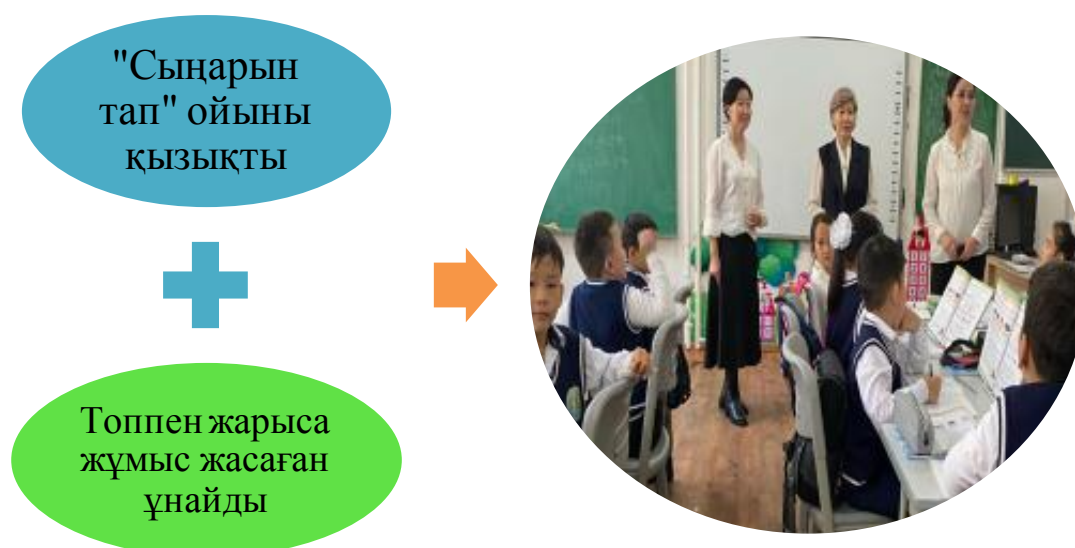 "Сыңарын
тап" ойыны
қызықты
Топпен жарыса
жұмыс жасаған
ұнайды